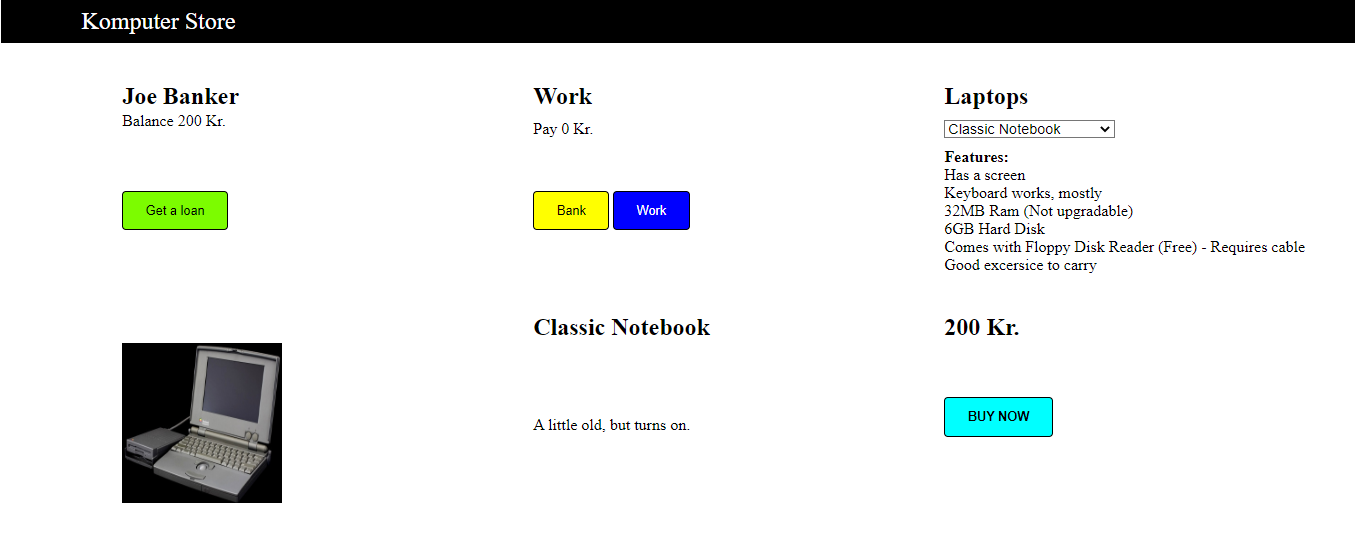 Komputer Store
Joe Banker
Balance 200 Kr.
Get a loan
Work
Pay 0 Kr.
Bank
Work
Laptops
Classic Notebook
Features:
Has a screen
Keyboard works, mostly
32MB Ram (Not upgradable)
6GB Hard Disk
Comes with Floppy Disk Reader (Free) - Requires cable
Good excersice to carry
Classic Notebook
A little old, but turns on.
200 Kr.
BUY NOW